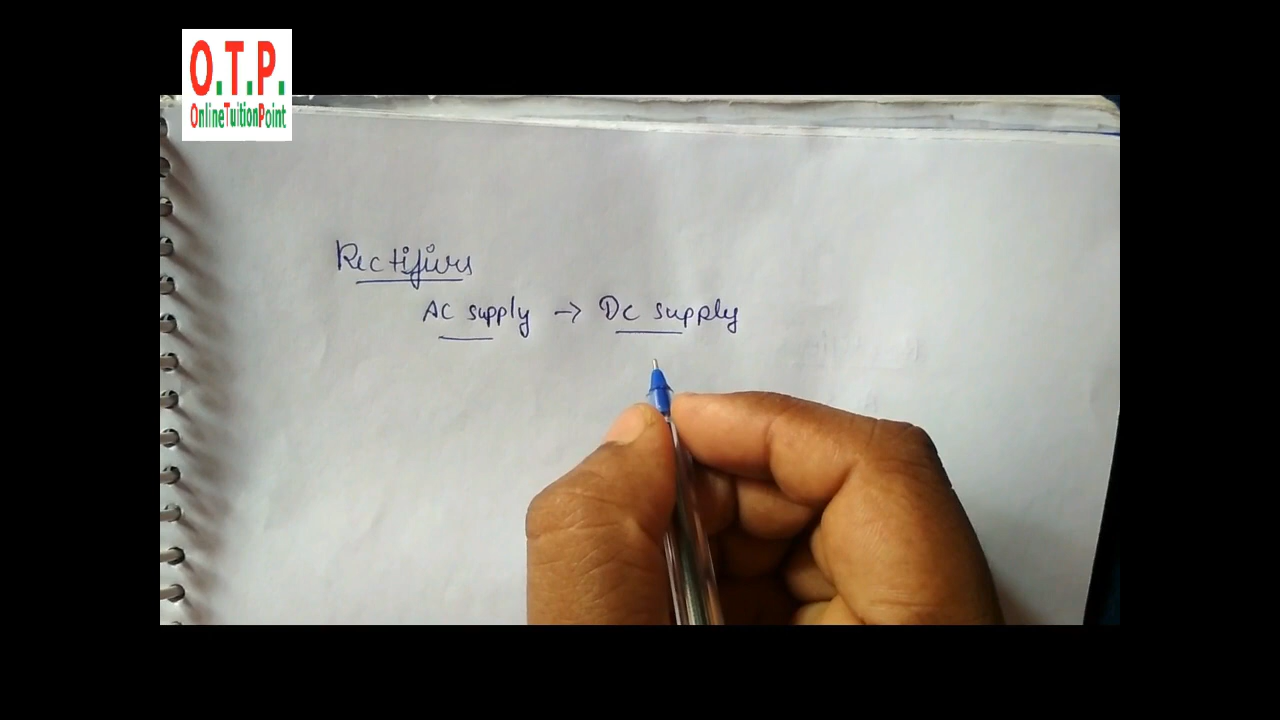 O.T.P.
OnlineTuitionPoint
Rectifiers
AC supply → DC supply